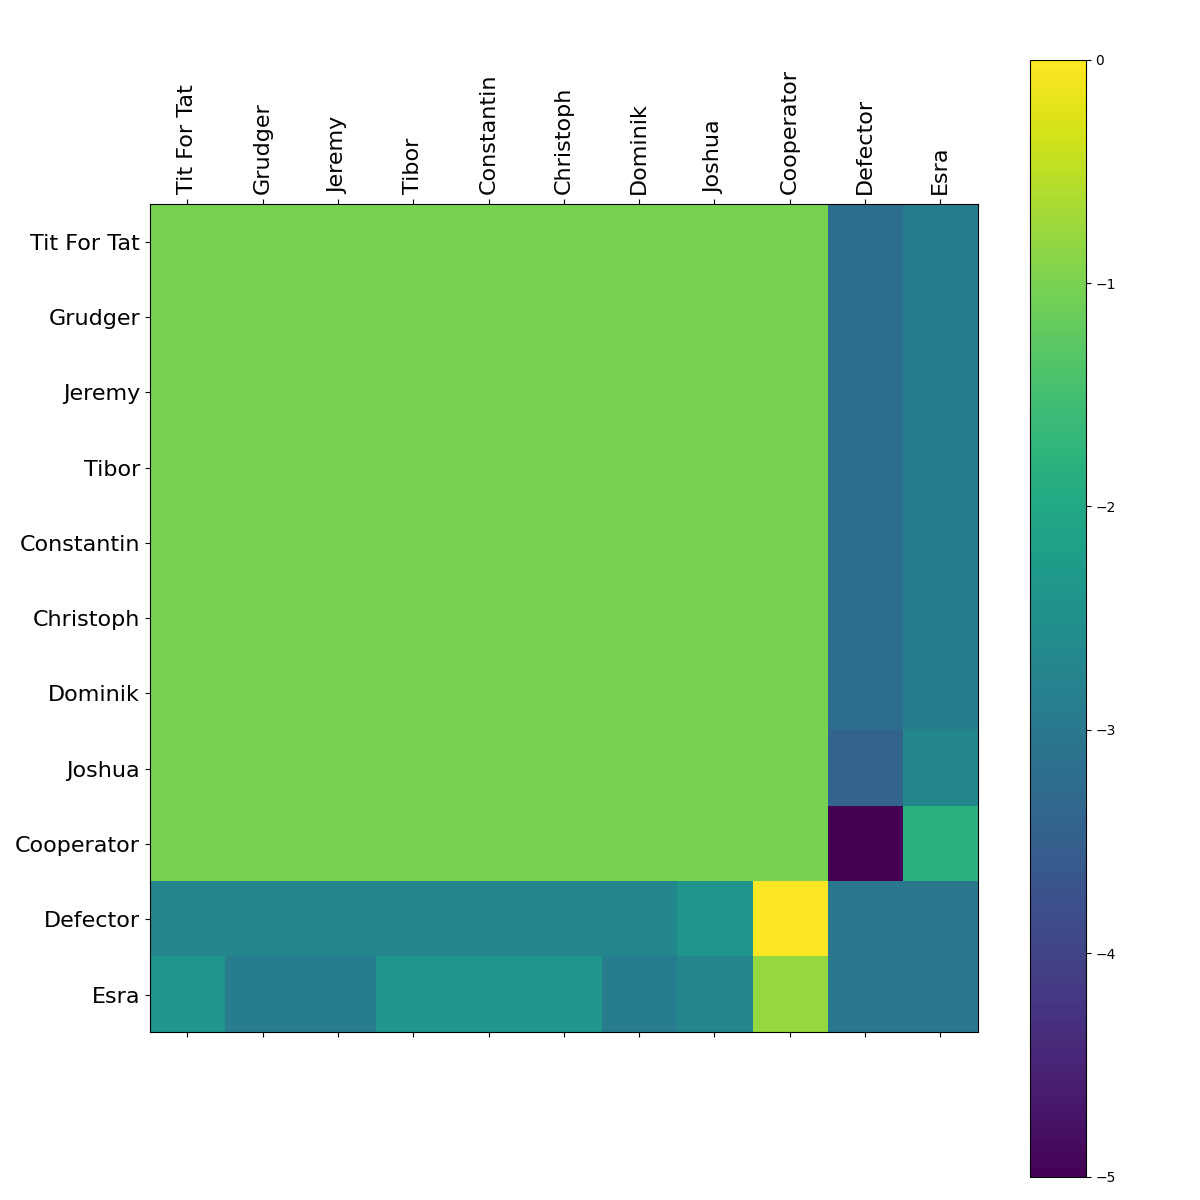 Tit For Tat
Grudger
Jeremy
Tibor
Constantin
Christoph
Dominik
Joshua
Cooperator
Defector
Esra
Tit For Tat
Grudger
Jeremy
Tibor
Constantin
Christoph
Dominik
Joshua
Cooperator
Defector
Esra
0
−1
−2
−3
−4
−5